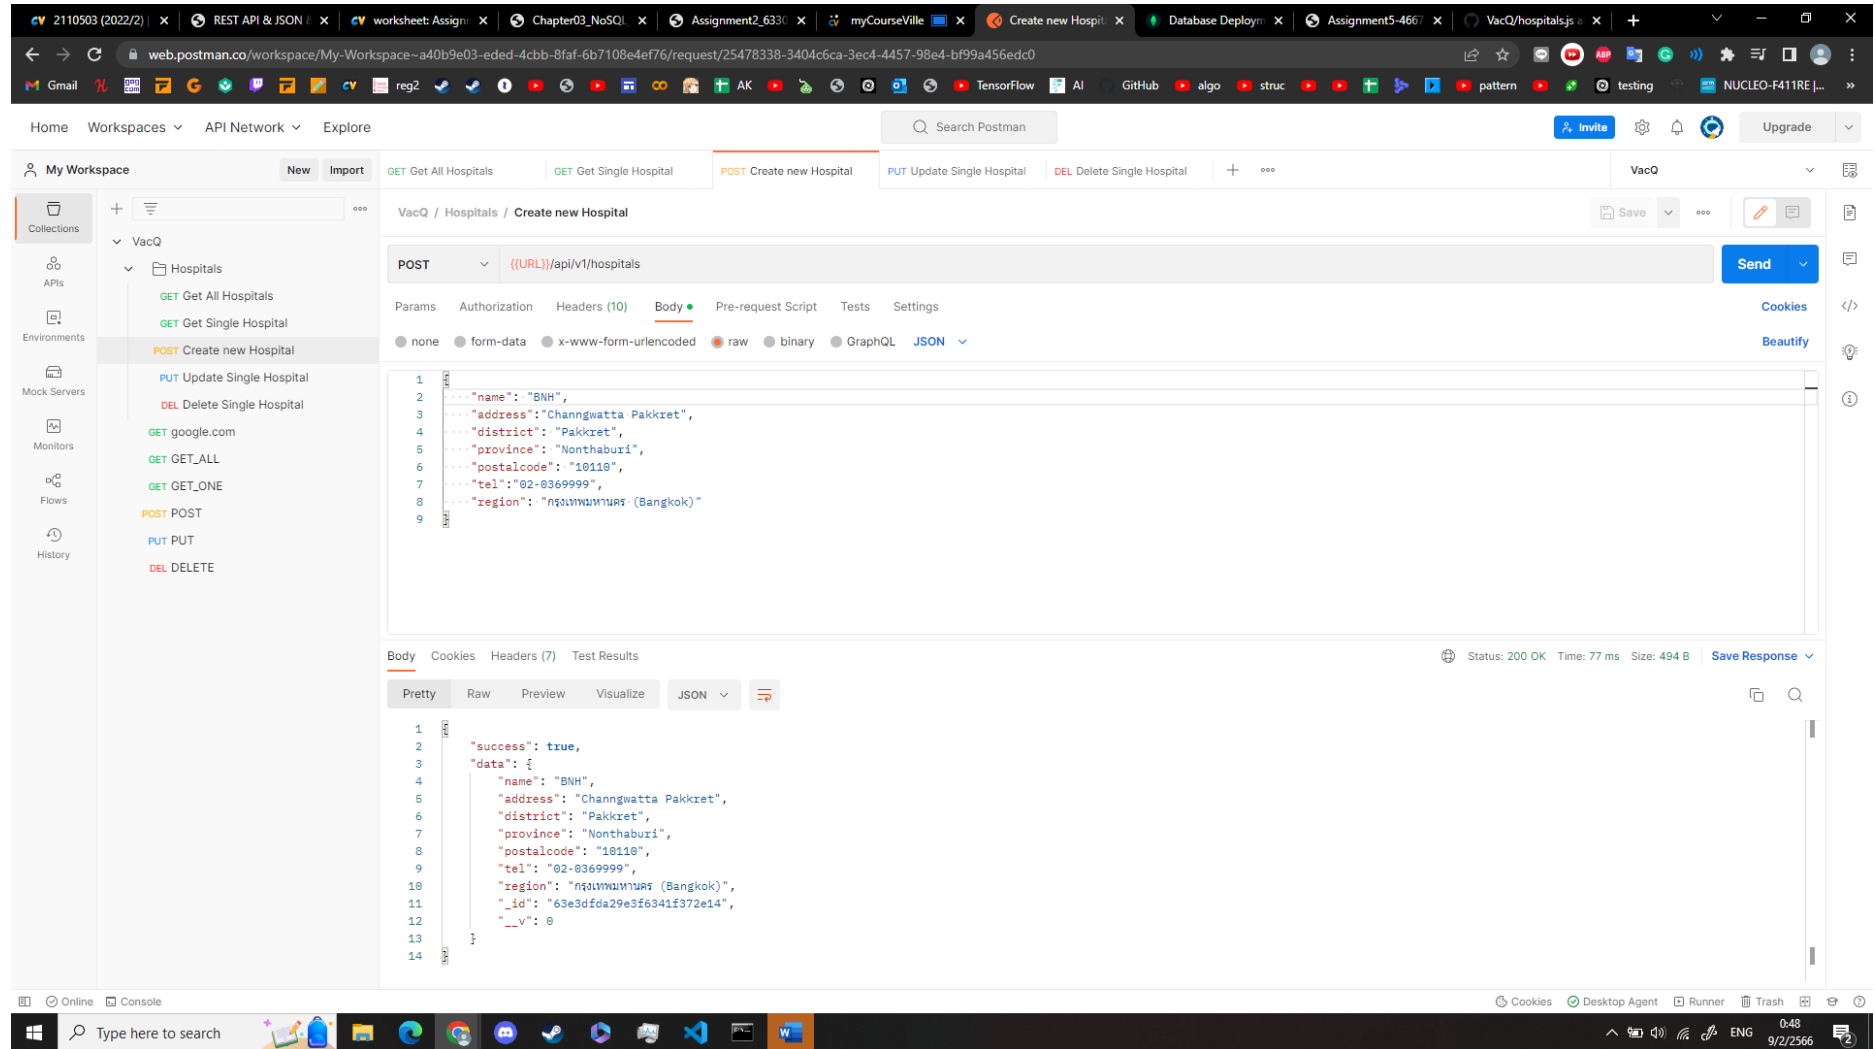 2110503 (2022/2) |
REST API & JSON &
worksheet: Assignm
Chapter03_NoSQL
Assignment2_6330
myCourseVille
Create new Hospita
Database Deploym
Assignment5-4667
VacQ/hospitals.js a
web.postman.co/workspace/My-Workspace~a40b9e03-eded-4cbb-8faf-6b7108e4ef76/request/25478338-3404c6ca-3ec4-4457-98e4-bf99a456edc0
Gmail
reg2
AK
TensorFlow
AI
GitHub
algo
struc
pattern
testing
NUCLEO-F411RE |...
Home Workspaces API Network Explore
Search Postman
Invite
Upgrade
My Workspace
New Import
GET Get All Hospitals
GET Get Single Hospital
POST Create new Hospital
PUT Update Single Hospital
DEL Delete Single Hospital
VacQ
Collections
APIs
Environments
Mock Servers
Monitors
Flows
History
VacQ
Hospitals
GET Get All Hospitals
GET Get Single Hospital
POST Create new Hospital
PUT Update Single Hospital
DEL Delete Single Hospital
GET google.com
GET GET_ALL
GET GET_ONE
POST POST
PUT PUT
DEL DELETE
VacQ / Hospitals / Create new Hospital
Save
POST
{{URL}}/api/v1/hospitals
Send
Params Authorization Headers (10) Body Pre-request Script Tests Settings
Cookies
none form-data x-www-form-urlencoded raw binary GraphQL JSON
Beautify
1 {
2 "name": "BNH",
3 "address":"Channgwatta Pakkret",
4 "district": "Pakkret",
5 "province": "Nonthaburi",
6 "postalcode": "10110",
7 "tel":"02-0369999",
8 "region": "กรุงเทพมหานคร (Bangkok)"
9 }
Body Cookies Headers (7) Test Results
Status: 200 OK Time: 77 ms Size: 494 B Save Response
Pretty Raw Preview Visualize JSON
1 {
2 "success": true,
3 "data": {
4 "name": "BNH",
5 "address": "Channgwatta Pakkret",
6 "district": "Pakkret",
7 "province": "Nonthaburi",
8 "postalcode": "10110",
9 "tel": "02-0369999",
10 "region": "กรุงเทพมหานคร (Bangkok)",
11 "_id": "63e3dfda29e3f6341f372e14",
12 "__v": 0
13 }
14 }
Online Console
Cookies Desktop Agent Runner Trash
Type here to search
ENG
0:48
9/2/2566
2